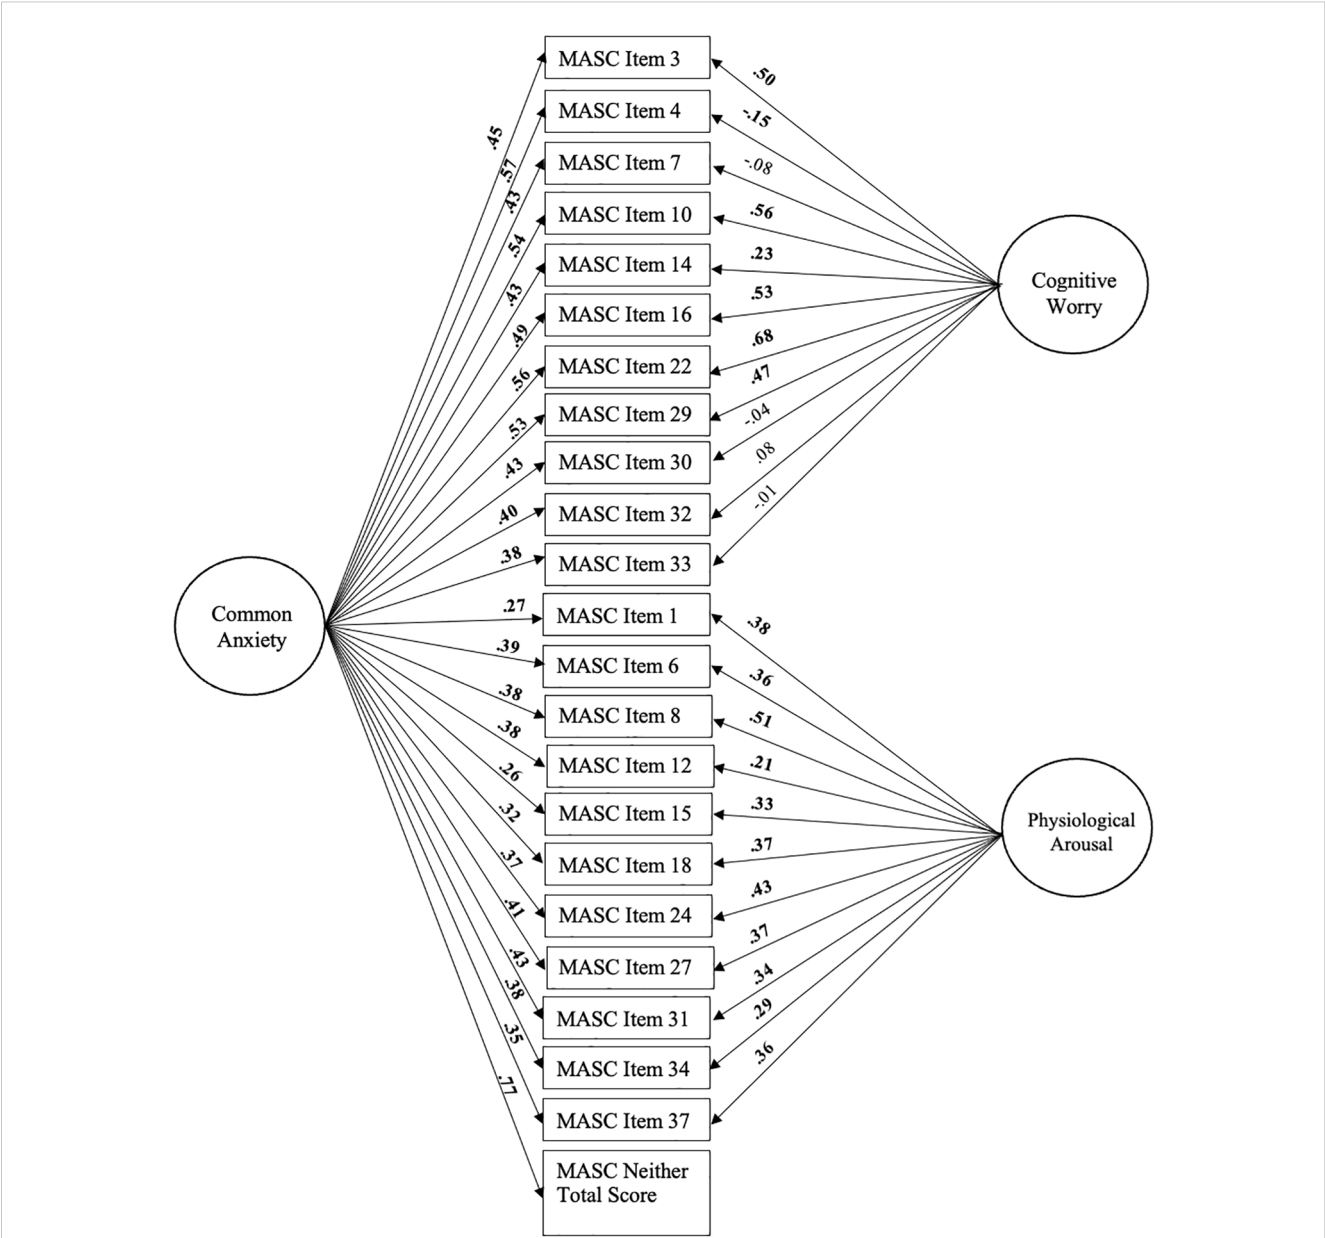 MASC Item 3
MASC Item 4
MASC Item 7
MASC Item 10
MASC Item 14
MASC Item 16
MASC Item 22
MASC Item 29
MASC Item 30
MASC Item 32
MASC Item 33
MASC Item 1
MASC Item 6
MASC Item 8
MASC Item 12
MASC Item 15
MASC Item 18
MASC Item 24
MASC Item 27
MASC Item 31
MASC Item 34
MASC Item 37
MASC Neither
Total Score
Common
Anxiety
.45
.57
.43
.54
.43
.49
.56
.53
.43
.40
.38
.27
.39
.38
.38
.26
.32
.37
.41
.43
.38
.35
.77
Cognitive
Worry
.50
-.15
-.08
.56
.23
.53
.68
.47
-.04
.08
-.01
Physiological
Arousal
.38
.36
.51
.21
.33
.37
.43
.37
.34
.29
.36